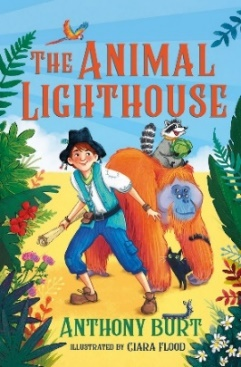 THE ANIMAL
LIGHTHOUSE
ANTHONY BURT
ILLUSTRATED BY CIARA FLOOD